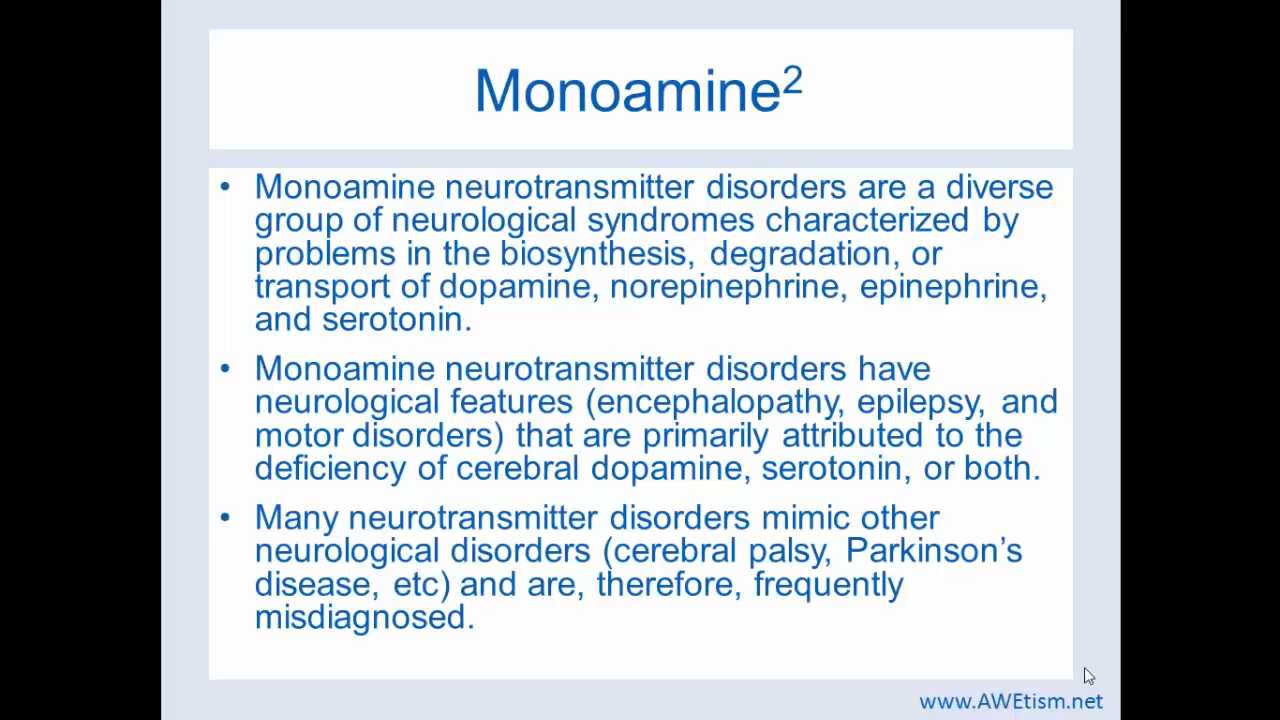 Monoamine²
• Monoamine neurotransmitter disorders are a diverse
group of neurological syndromes characterized by
problems in the biosynthesis, degradation, or
transport of dopamine, norepinephrine, epinephrine,
and serotonin.
• Monoamine neurotransmitter disorders have
neurological features (encephalopathy, epilepsy, and
motor disorders) that are primarily attributed to the
deficiency of cerebral dopamine, serotonin, or both.
• Many neurotransmitter disorders mimic other
neurological disorders (cerebral palsy, Parkinson’s
disease, etc) and are, therefore, frequently
misdiagnosed.
www.AWEtism.net